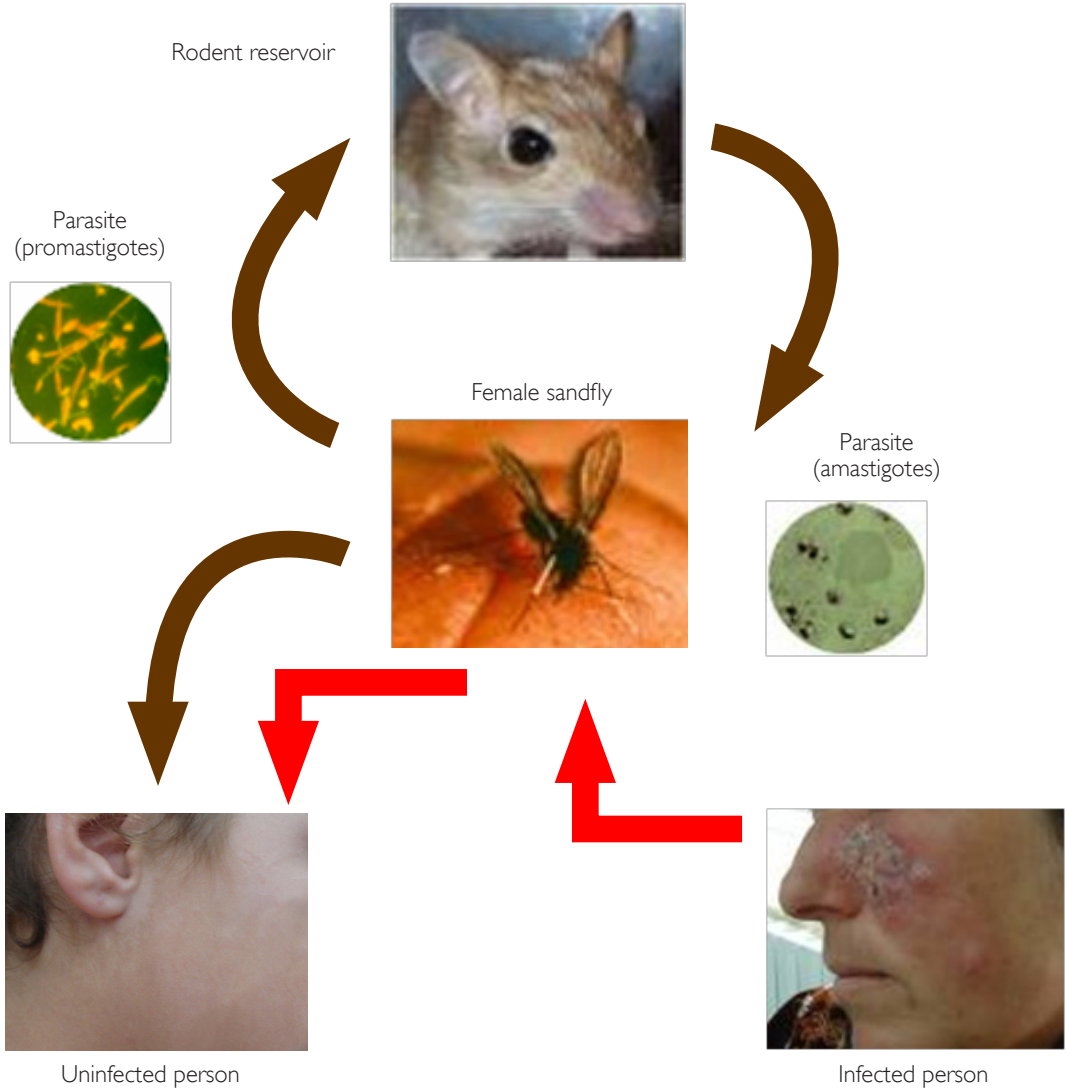 Rodent reservoir
Parasite
(promastigotes)
Female sandfly
Parasite
(amastigotes)
Uninfected person
Infected person